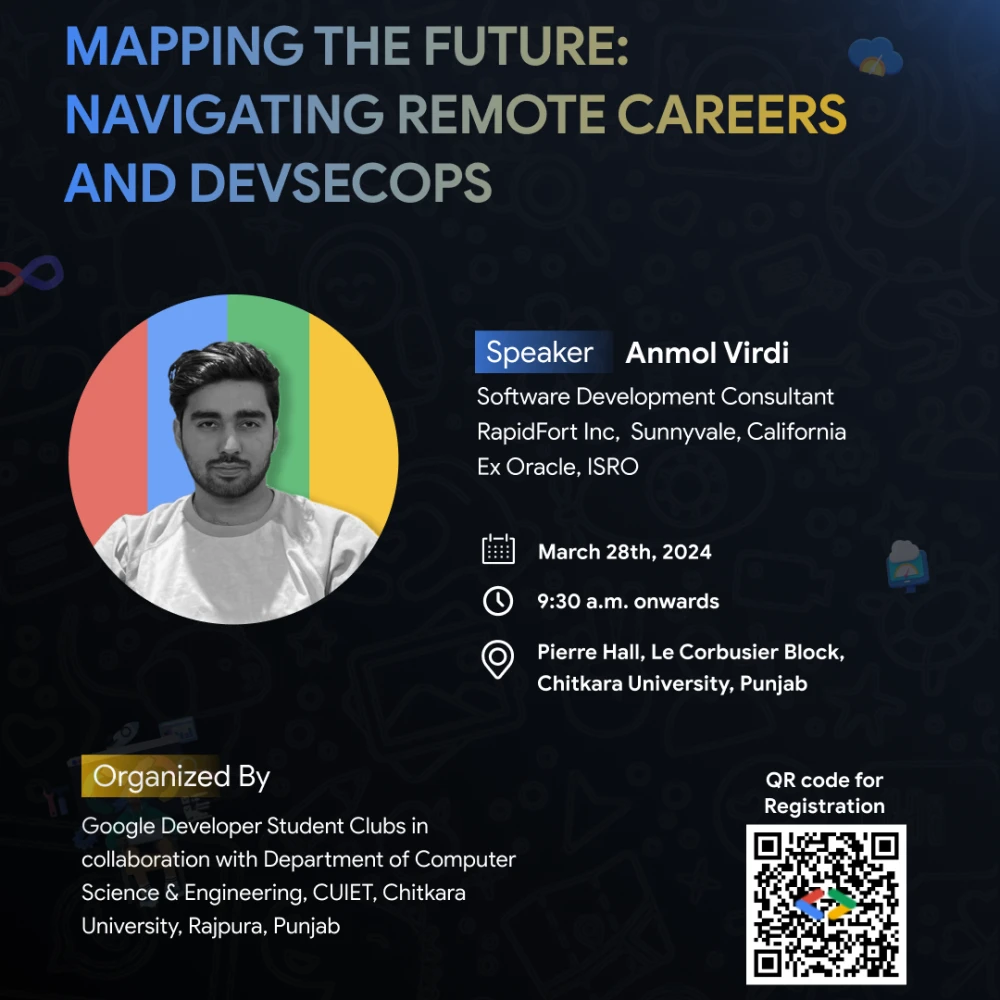 MAPPING THE FUTURE:
NAVIGATING REMOTE CAREERS
AND DEVSECOPS
Speaker Anmol Virdi
Software Development Consultant
RapidFort Inc, Sunnyvale, California
Ex Oracle, ISRO
March 28th, 2024
9:30 a.m. onwards
Pierre Hall, Le Corbusier Block,
Chitkara University, Punjab
Organized By
Google Developer Student Clubs in
collaboration with Department of Computer
Science & Engineering, CUIET, Chitkara
University, Rajpura, Punjab
QR code for
Registration